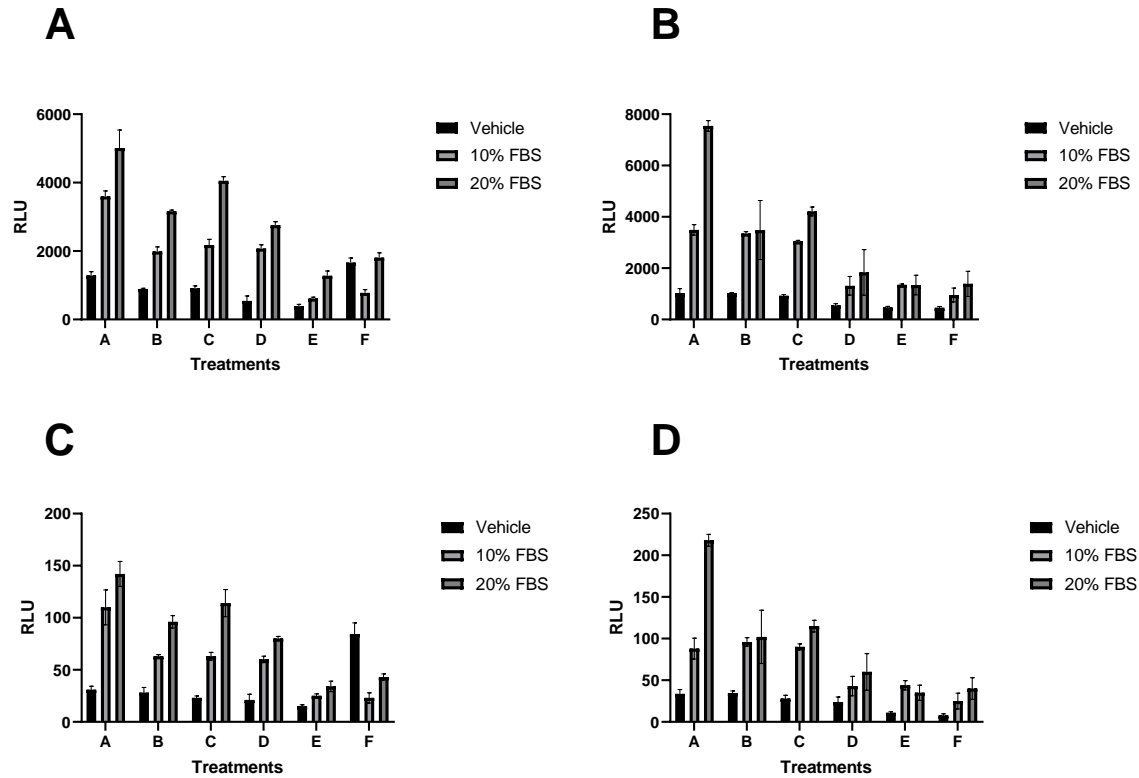 A
6000
4000
2000
0
RLU
A B C D E F
Treatments
Vehicle
10% FBS
20% FBS
B
8000
6000
4000
2000
0
RLU
A B C D E F
Treatments
Vehicle
10% FBS
20% FBS
C
200
150
100
50
0
RLU
A B C D E F
Treatments
Vehicle
10% FBS
20% FBS
D
250
200
150
100
50
0
RLU
A B C D E F
Treatments
Vehicle
10% FBS
20% FBS